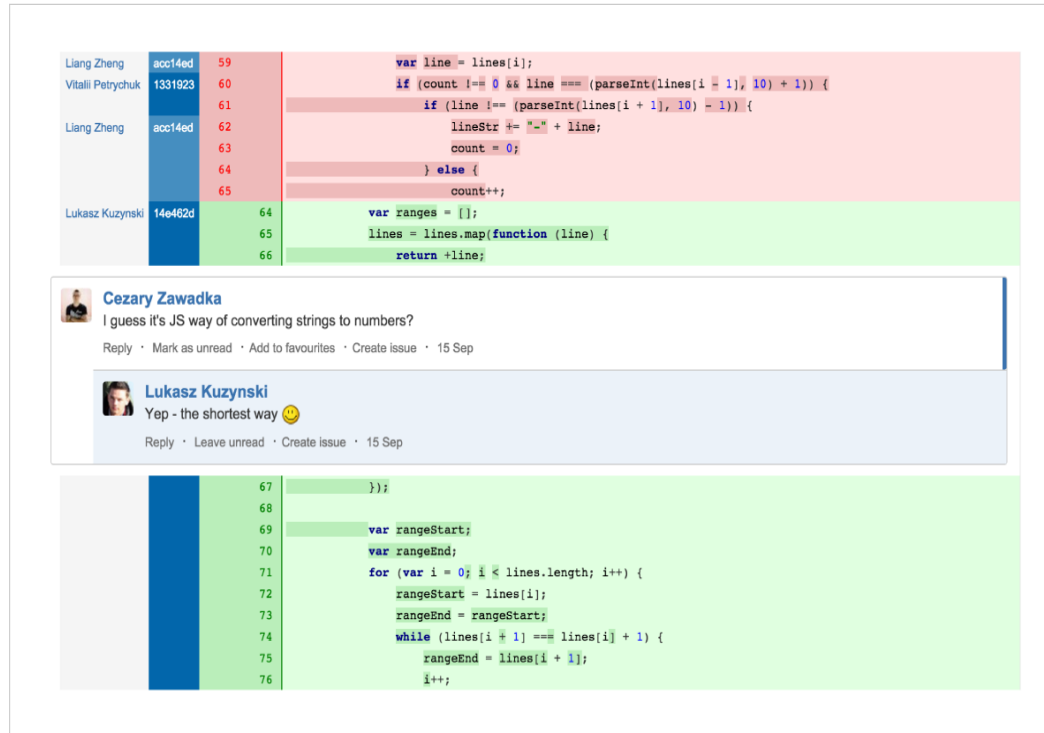 Liang Zheng acc14ed 59 var line = lines[i];
Vitalii Petrychuk 1331923 60 if (count !== 0 && line === (parseInt(lines[i - 1], 10) + 1)) {
61 if (line !== (parseInt(lines[i + 1], 10) - 1)) {
Liang Zheng acc14ed 62 lineStr += "-" + line;
63 count = 0;
64 } else {
65 count++;
Lukasz Kuzynski 14e462d 64 var ranges = [];
65 lines = lines.map(function (line) {
66 return +line;
Cezary Zawadka
I guess it's JS way of converting strings to numbers?
Reply · Mark as unread · Add to favourites · Create issue · 15 Sep
Lukasz Kuzynski
Yep - the shortest way
Reply · Leave unread · Create issue · 15 Sep
67 });
68
69 var rangeStart;
70 var rangeEnd;
71 for (var i = 0; i < lines.length; i++) {
72 rangeStart = lines[i];
73 rangeEnd = rangeStart;
74 while (lines[i + 1] === lines[i] + 1) {
75 rangeEnd = lines[i + 1];
76 i++;